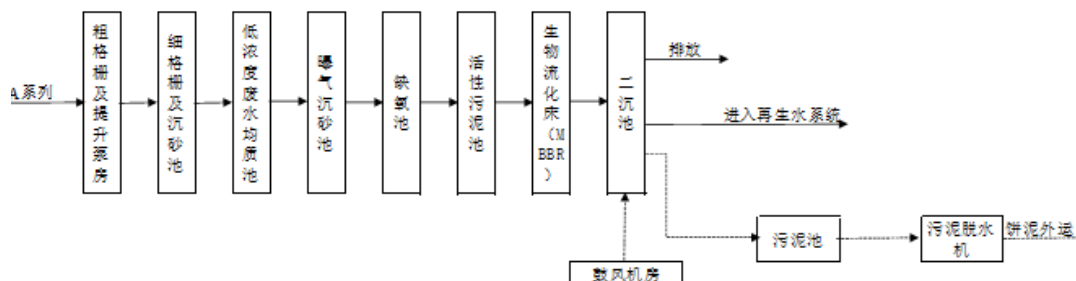 A系列
粗格栅及提升泵房
细格栅及沉砂池
低浓度废水均质池
曝气沉砂池
缺氧池
活性污泥池
生物流化床（MBBR）
二沉池
排放
进入再生水系统
污泥池
污泥脱水机
饼泥外运
鼓风机房